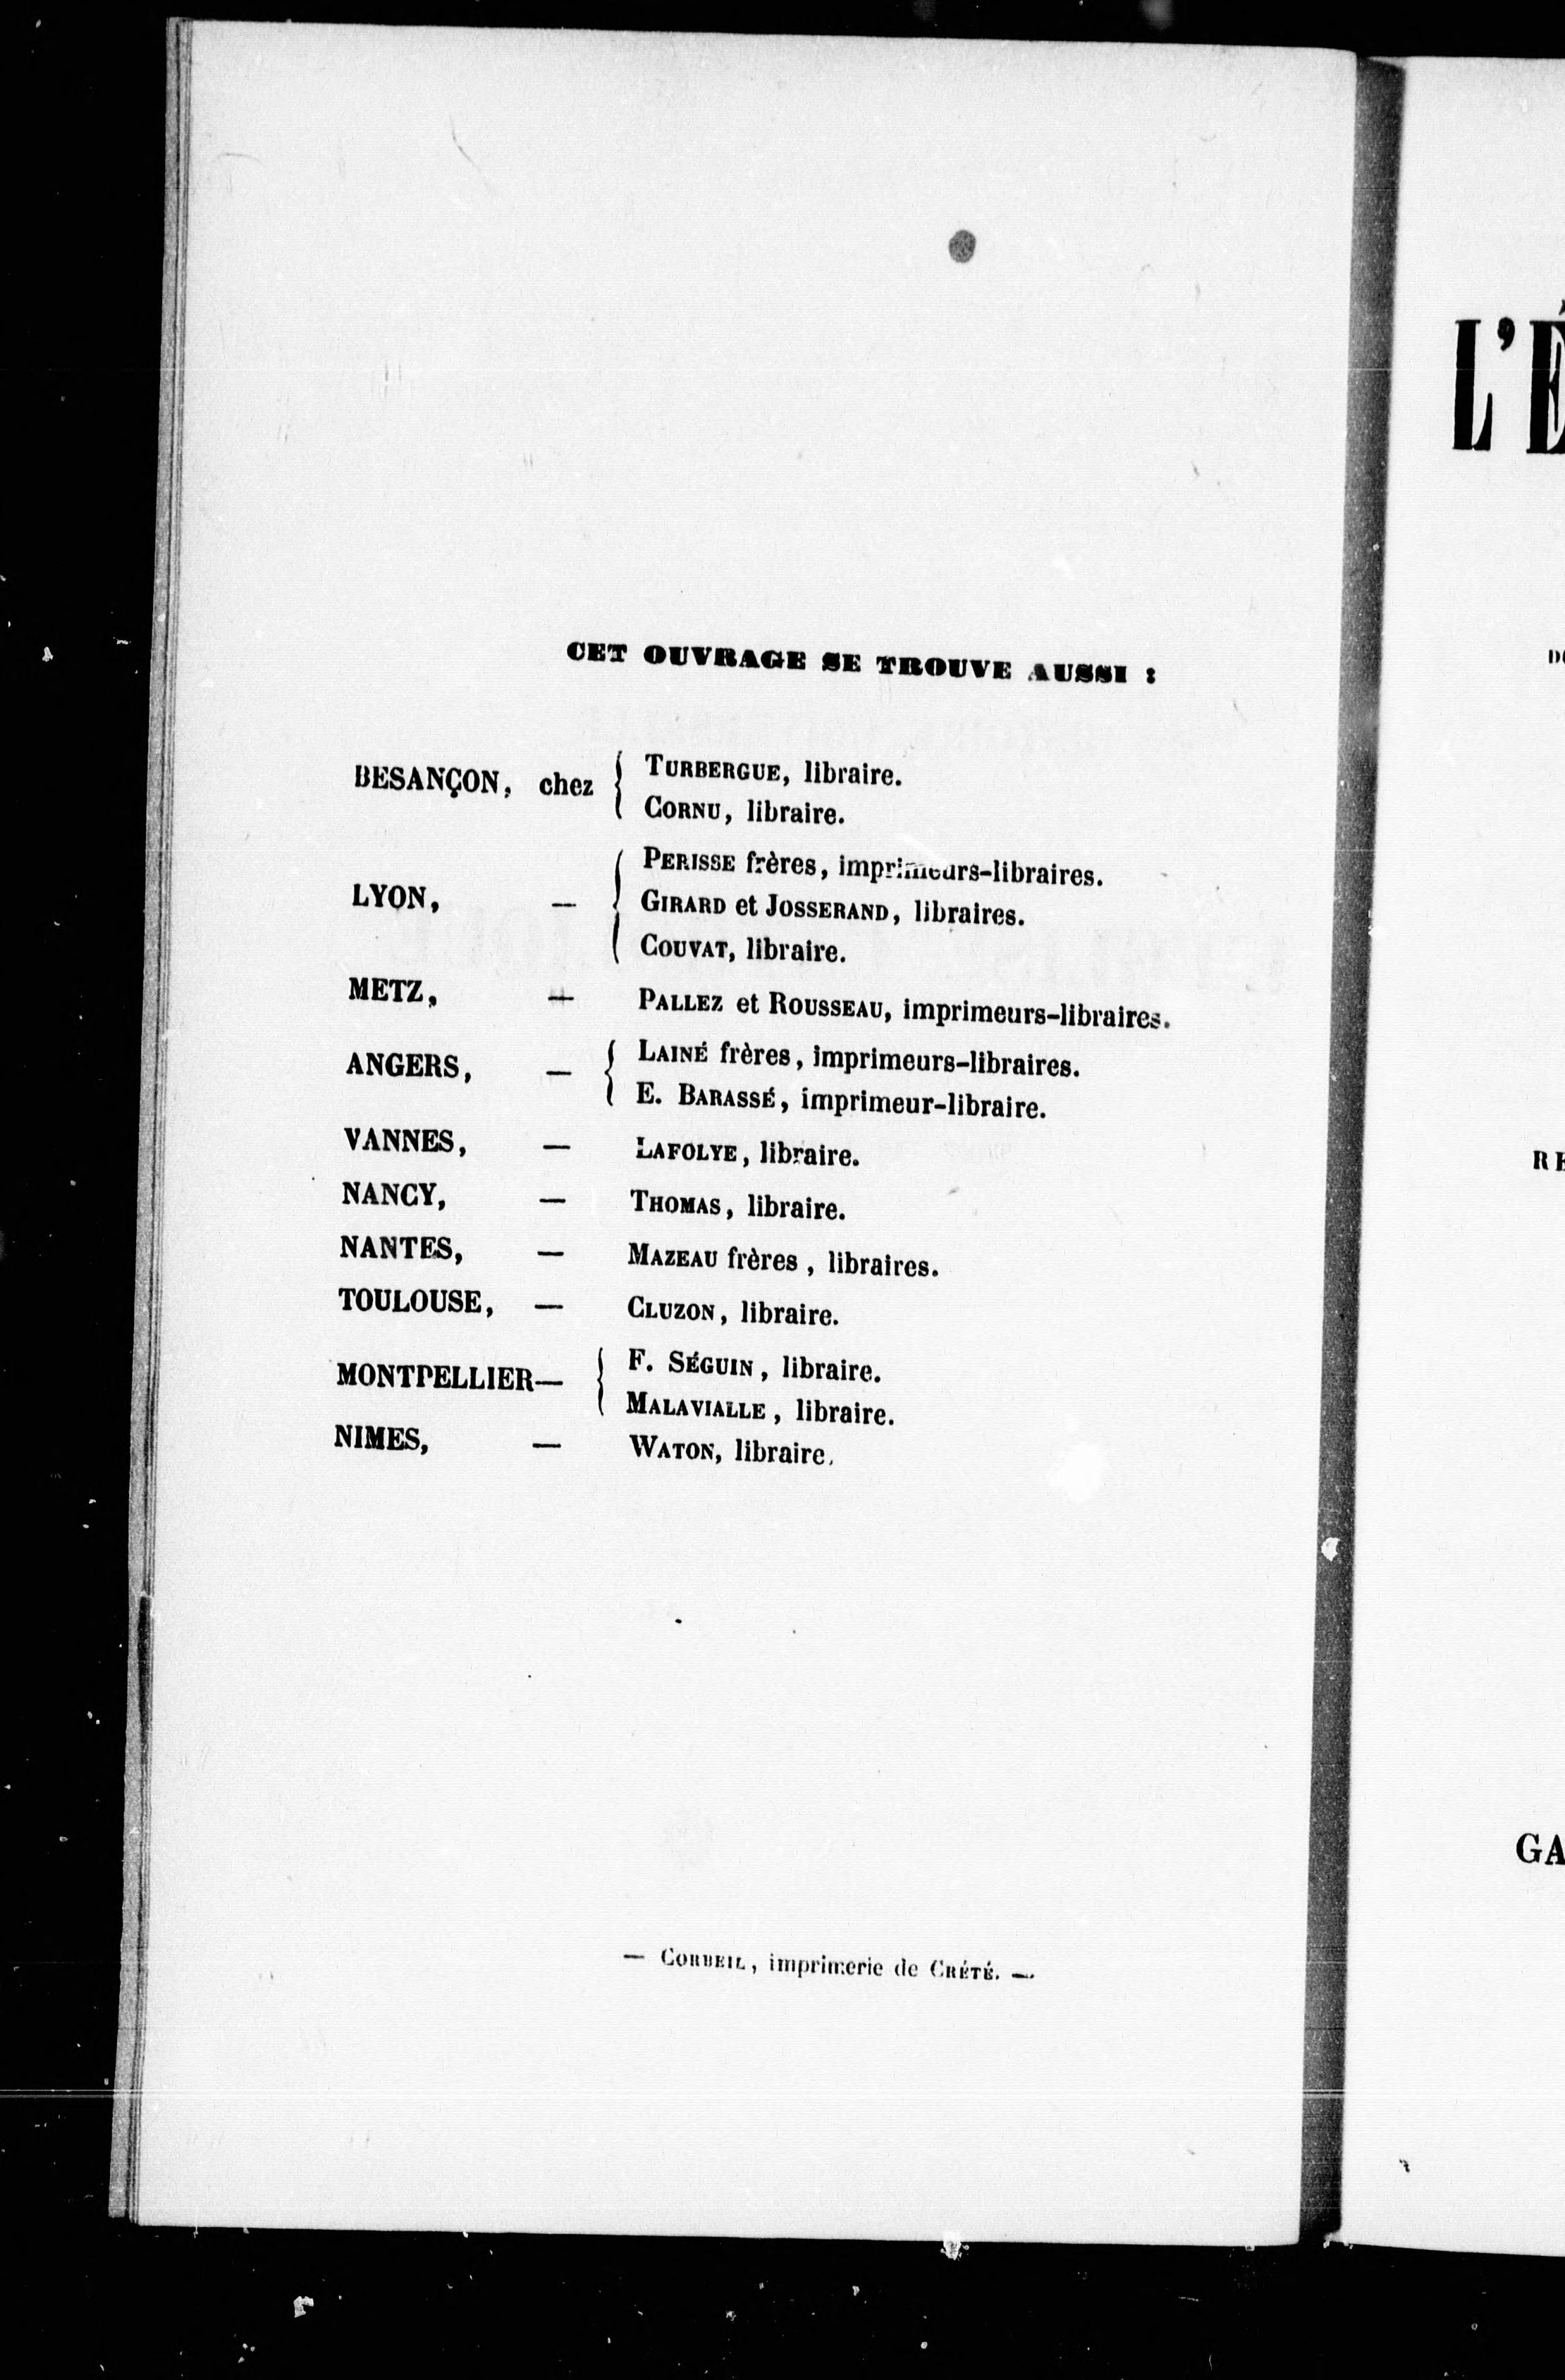 CET OUVRAGE SE TROUVE AUSSI :
BESANÇON, chez { TURBERGUE, libraire.
CORNU, libraire.
LYON, — { PERISSE frères, imprimeurs-libraires.
GIRARD et JOSSERAND, libraires.
COUVAT, libraire.
METZ, — PALLEZ et ROUSSEAU, imprimeurs-libraires.
ANGERS, — { LAINÉ frères, imprimeurs-libraires.
E. BARASSÉ, imprimeur-libraire.
VANNES, — LAFOLYE, libraire.
NANCY, — THOMAS, libraire.
NANTES, — MAZEAU frères, libraires.
TOULOUSE, — CLUZON, libraire.
MONTPELLIER— { F. SÉGUIN, libraire.
MALAVIALLE, libraire.
NIMES, — WATON, libraire.
— CORBEIL, imprimerie de CRÉTÉ. —
L'É
RE
GA